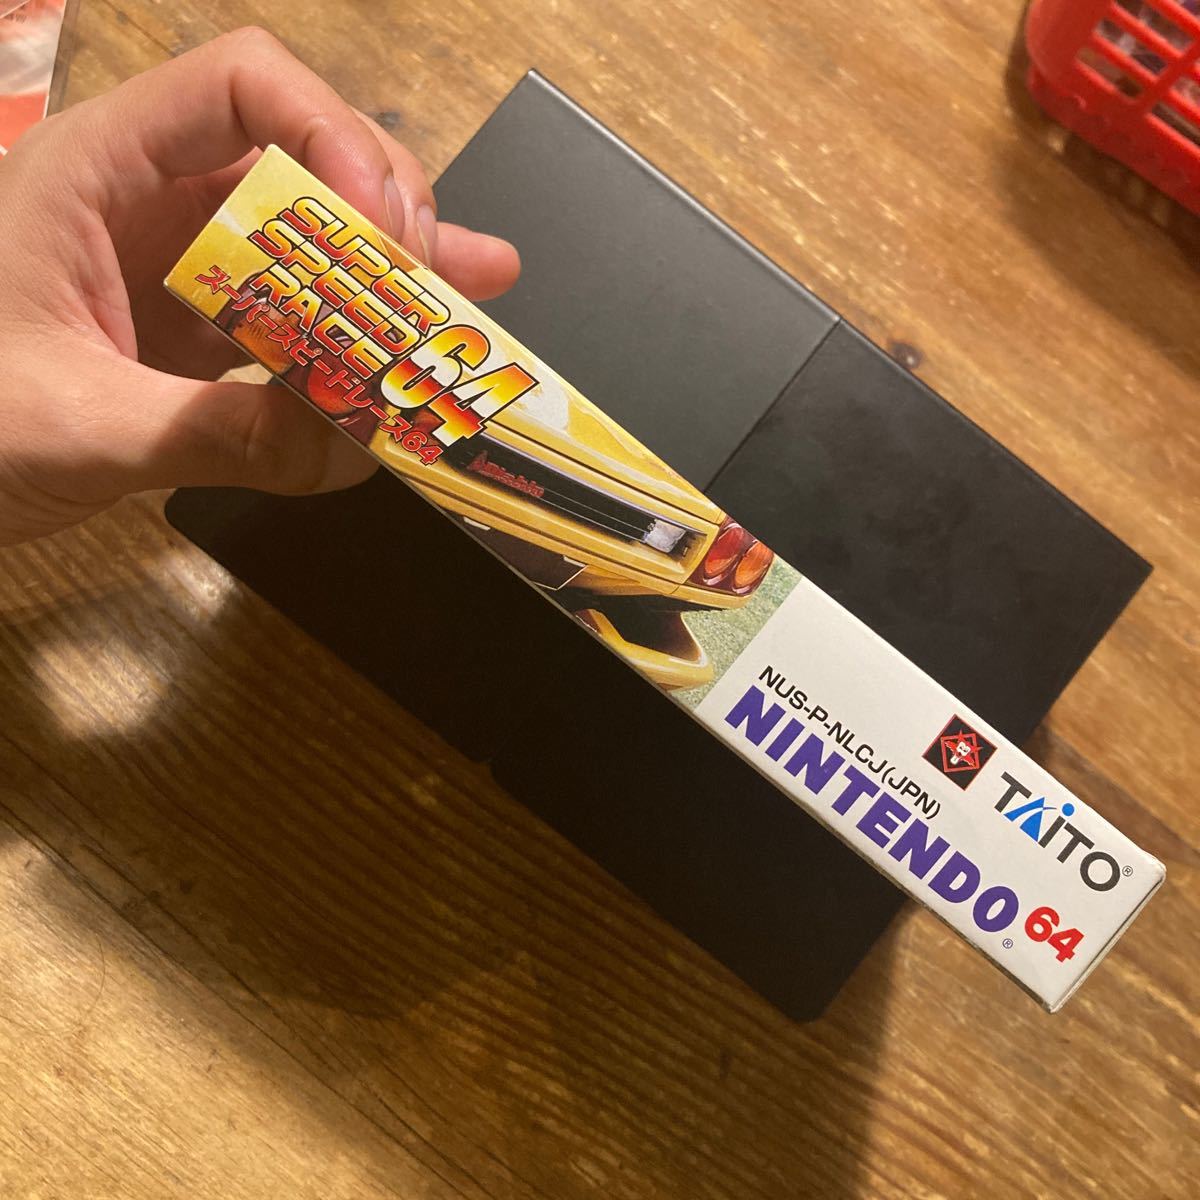 SUPER
SPEED
RACE 64
スーパースピードレース64
NUS-P-NLCJ(JPN)
NINTENDO® 64
TAITO®